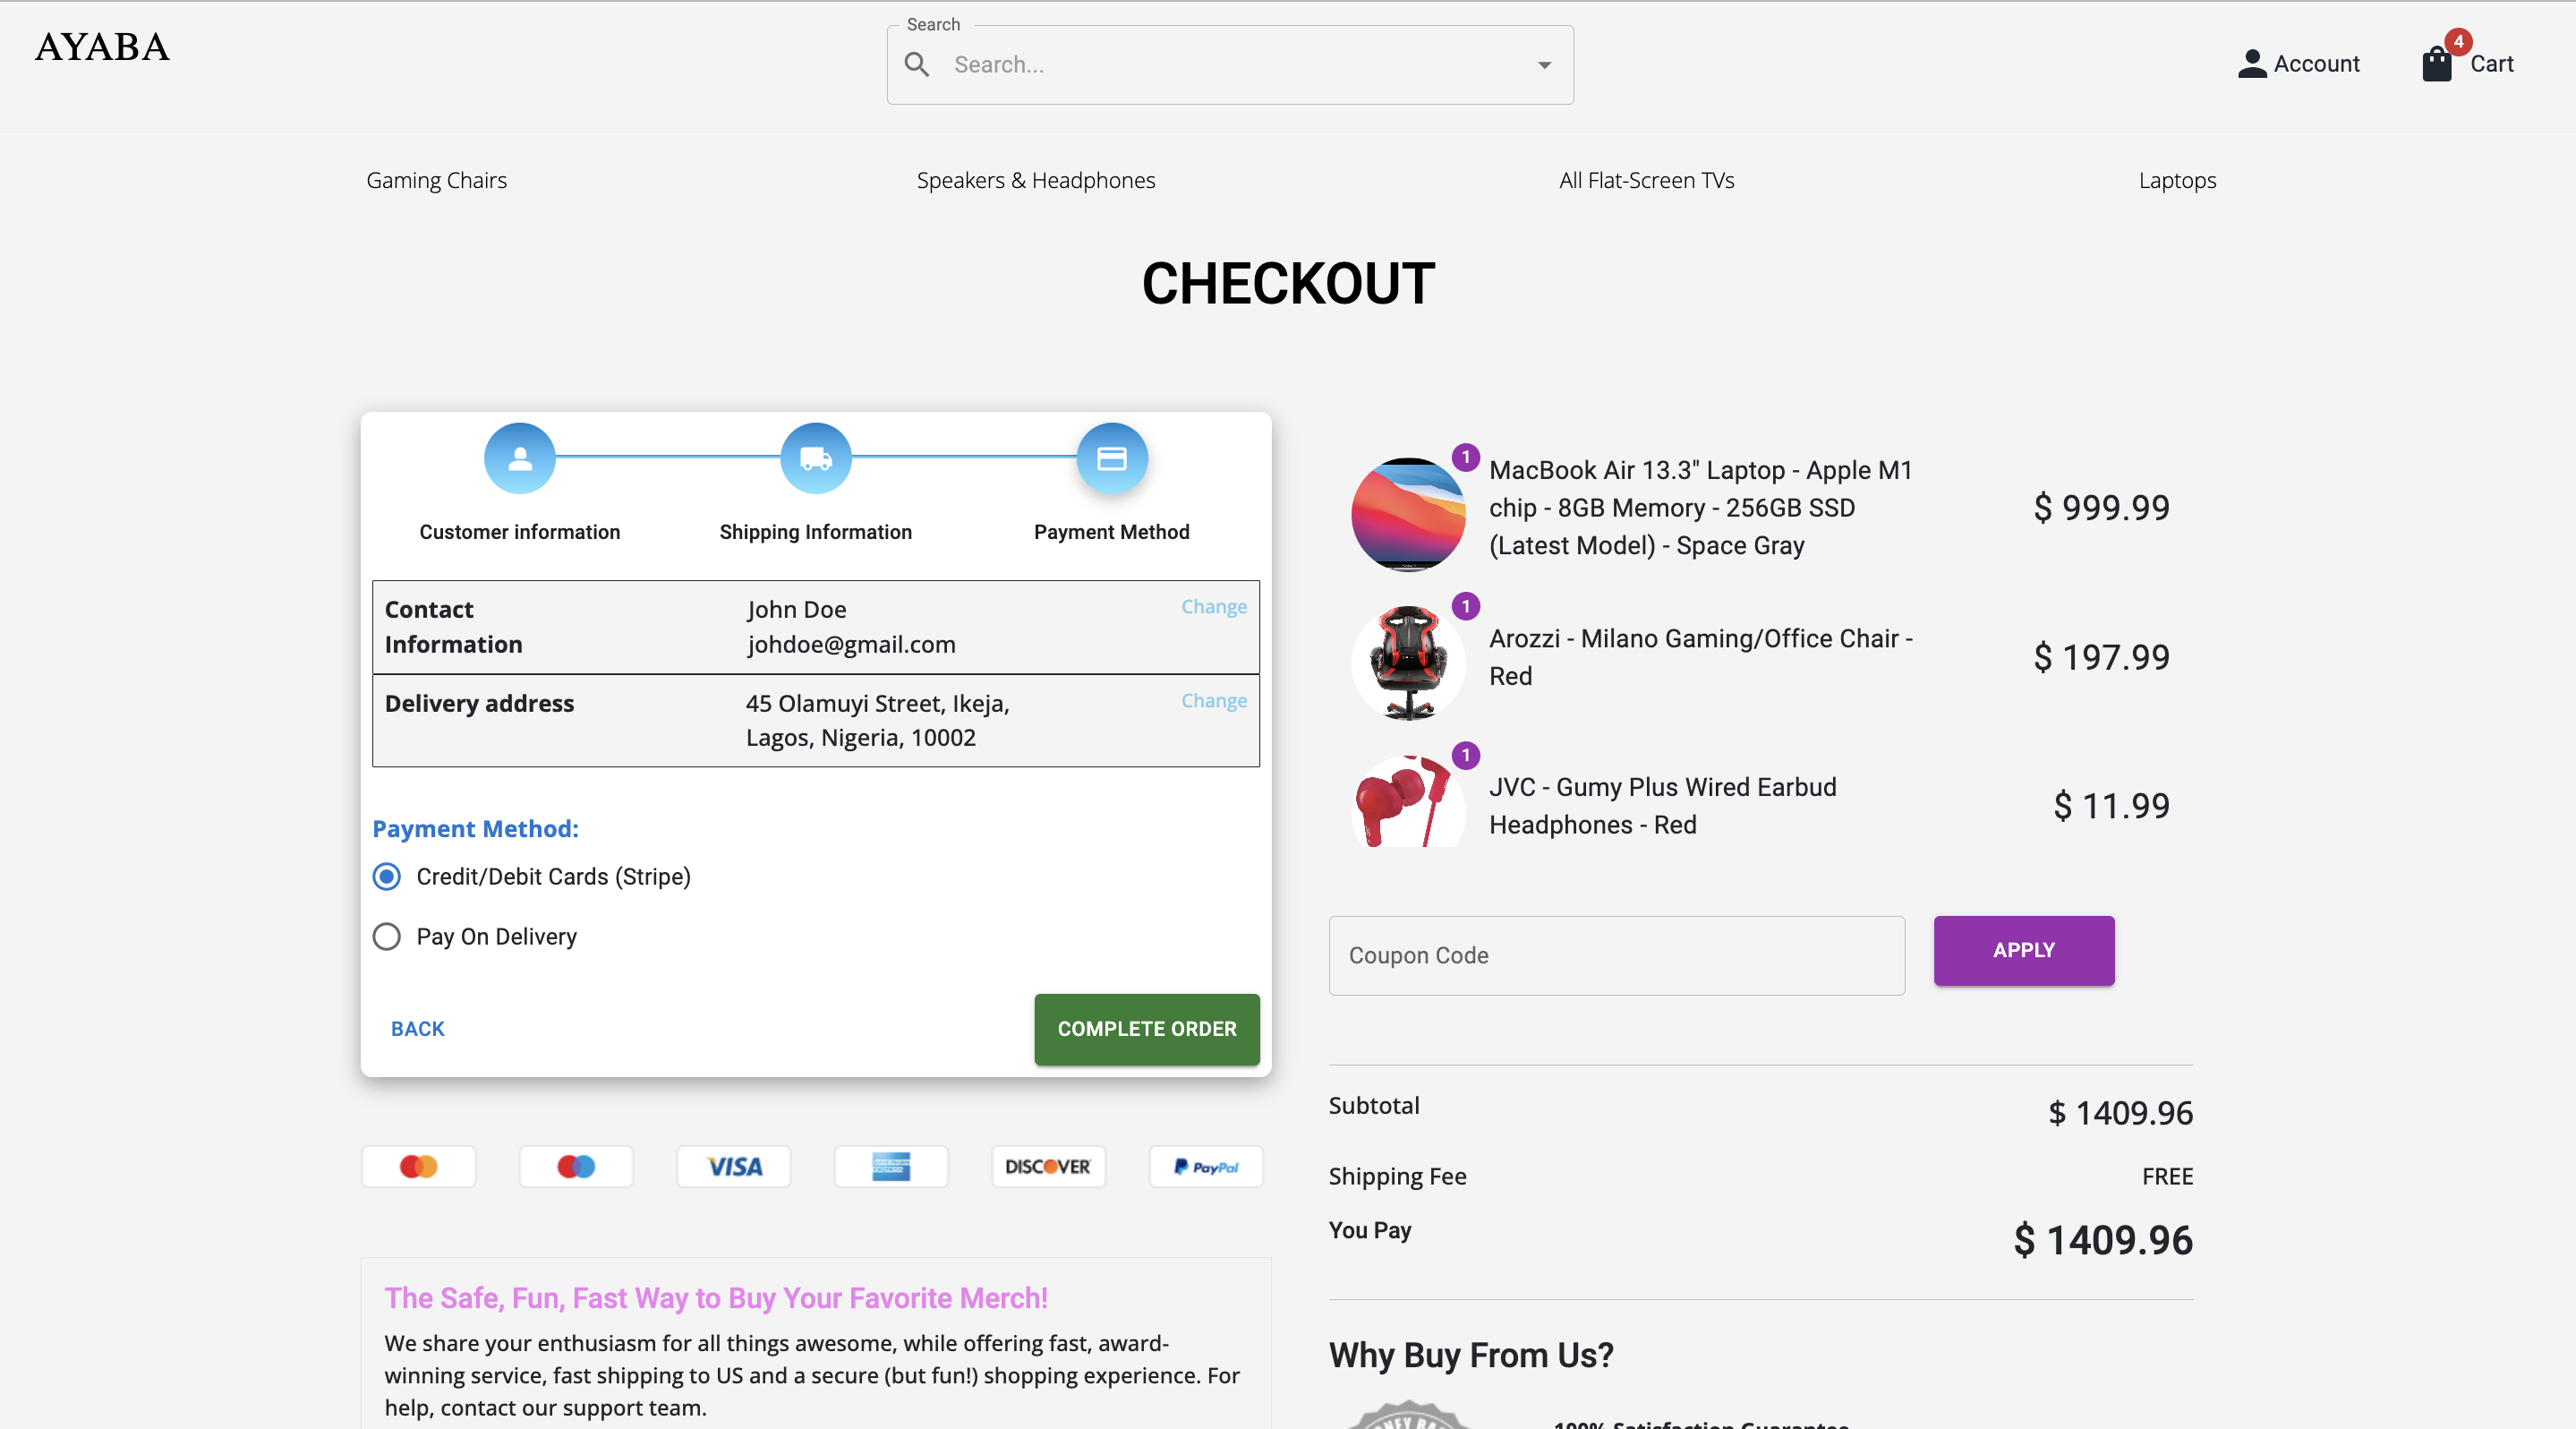 AYABA
Search
Search...
Account
4
Cart
Gaming Chairs
Speakers & Headphones
All Flat-Screen TVs
Laptops
CHECKOUT
Customer information
Shipping Information
Payment Method
Contact
Information
John Doe
johdoe@gmail.com
Change
Delivery address
45 Olamuyi Street, Ikeja,
Lagos, Nigeria, 10002
Change
Payment Method:
Credit/Debit Cards (Stripe)
Pay On Delivery
BACK
COMPLETE ORDER
VISA
AMERICAN EXPRESS
DISCOVER
PayPal
The Safe, Fun, Fast Way to Buy Your Favorite Merch!
We share your enthusiasm for all things awesome, while offering fast, award-
winning service, fast shipping to US and a secure (but fun!) shopping experience. For
help, contact our support team.
1
MacBook Air 13.3" Laptop - Apple M1
chip - 8GB Memory - 256GB SSD
(Latest Model) - Space Gray
$ 999.99
1
Arozzi - Milano Gaming/Office Chair -
Red
$ 197.99
1
JVC - Gumy Plus Wired Earbud
Headphones - Red
$ 11.99
Coupon Code
APPLY
Subtotal
$ 1409.96
Shipping Fee
FREE
You Pay
$ 1409.96
Why Buy From Us?
100% Satisfaction Guarantee